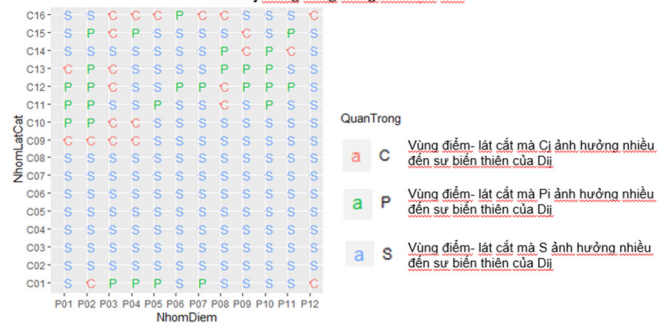 C16 S S C C C P C C S S S C
C15 S P C P S S S S C S P S
C14 S S S S S S S P C P C S
C13 C P C S S S S P P P S S
C12 P P C S S P P C P P P S
C11 P P S S P S S C S P S S
C10 P P C C S S S S S S S S
C09 C C C C S S S S S S S S
C08 S S S S S S S S S S S S
C07 S S S S S S S S S S S S
C06 S S S S S S S S S S S S
C05 S S S S S S S S S S S S
C04 S S S S S S S S S S S S
C03 S S S S S S S S S S S S
C02 S S S S S S S S S S S S
C01 S C P P P S P S S S S C
P01 P02 P03 P04 P05 P06 P07 P08 P09 P10 P11 P12
NhomDiem
NhomLatCat
QuanTrong
a C Vùng điểm- lát cắt mà Cj ảnh hưởng nhiều
đến sự biến thiên của Dij
a P Vùng điểm- lát cắt mà Pi ảnh hưởng nhiều
đến sự biến thiên của Dij
a S Vùng điểm- lát cắt mà S ảnh hưởng nhiều
đến sự biến thiên của Dij